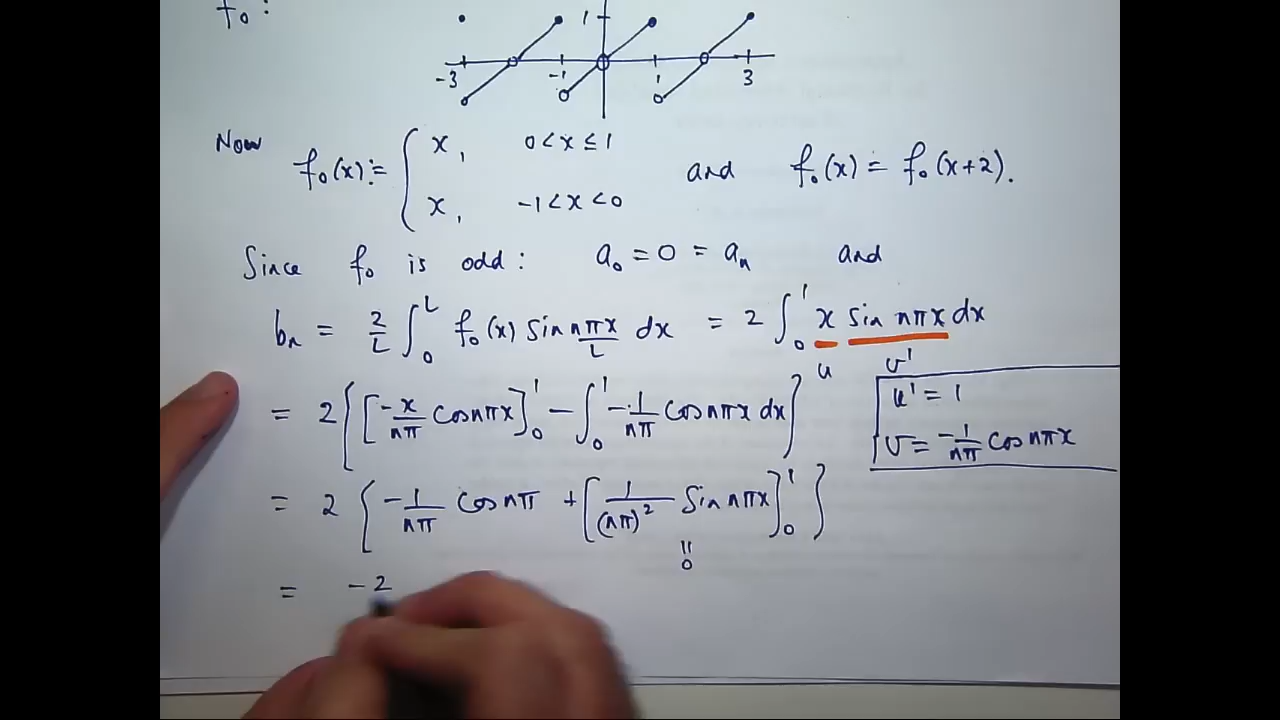 f₀ :
1
-3 -1 1 3
Now f₀(x) := { x, 0<x≤1 and f₀(x) = f₀(x+2).
x, -1<x<0
Since f₀ is odd : a₀ = 0 = aₙ and
bₙ = 2/L ∫₀ᴸ f₀(x) sin nπx/L dx = 2 ∫₀¹ x sin nπx dx
u v'
= 2 { [ -x/nπ cos nπx ]₀¹ - ∫₀¹ -1/nπ cos nπx dx }
u' = 1
v = -1/nπ cos nπx
= 2 { -1/nπ cos nπ + [ 1/(nπ)² sin nπx ]₀¹ }
=
0
= -2